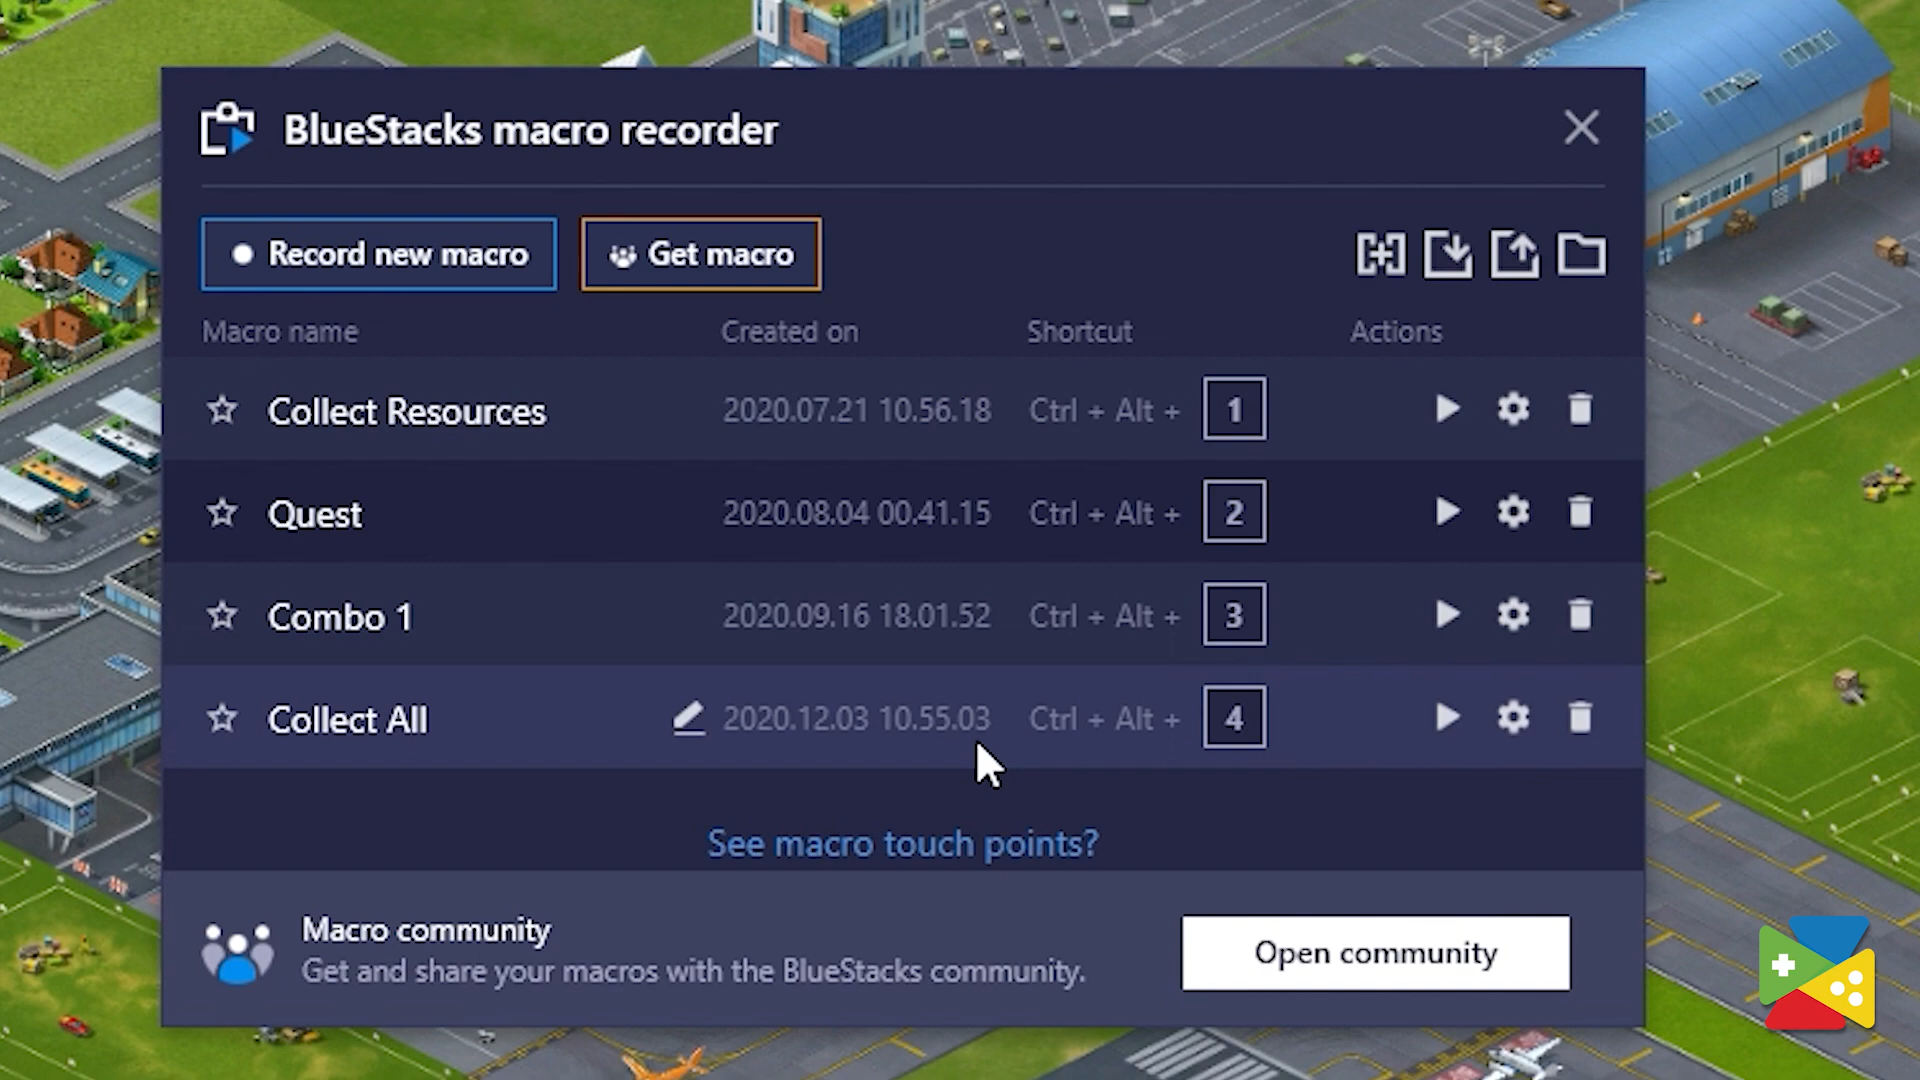 BlueStacks macro recorder
Record new macro
Get macro
Macro name Created on Shortcut Actions
Collect Resources 2020.07.21 10.56.18 Ctrl + Alt + 1
Quest 2020.08.04 00.41.15 Ctrl + Alt + 2
Combo 1 2020.09.16 18.01.52 Ctrl + Alt + 3
Collect All 2020.12.03 10.55.03 Ctrl + Alt + 4
See macro touch points?
Macro community
Get and share your macros with the BlueStacks community.
Open community